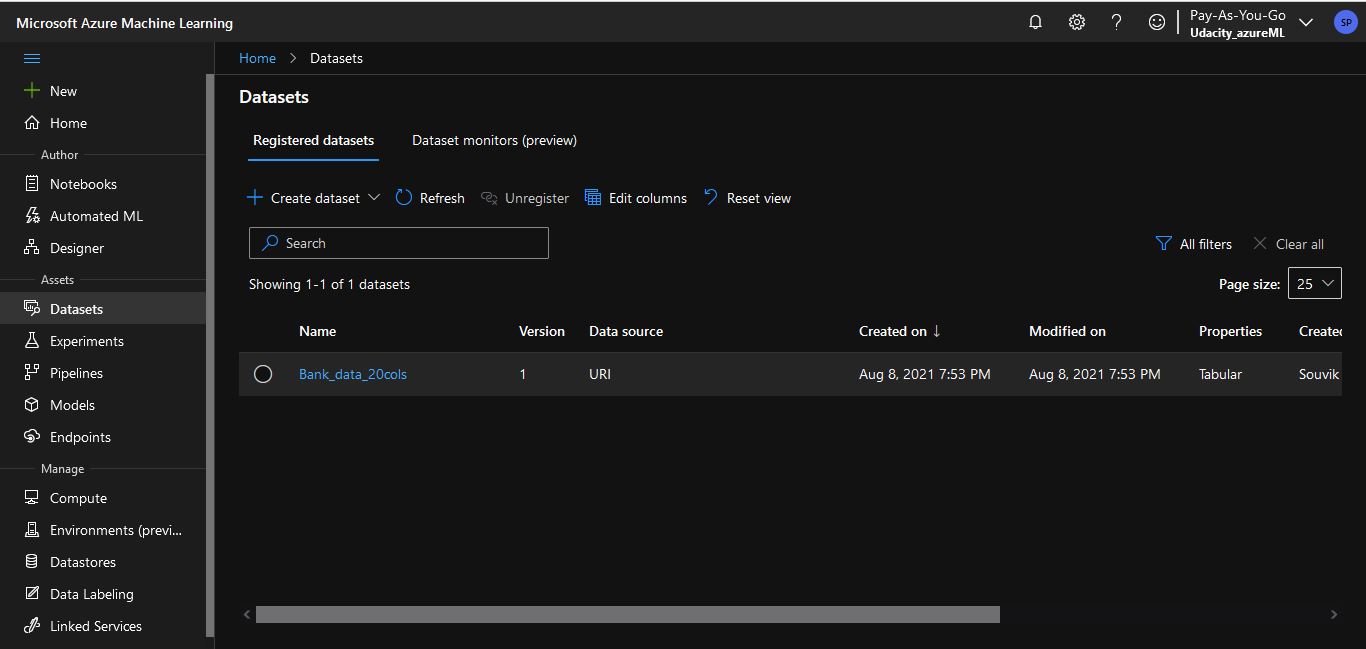 Microsoft Azure Machine Learning
Pay-As-You-Go
Udacity_azureML
SP
New
Home
Author
Notebooks
Automated ML
Designer
Assets
Datasets
Experiments
Pipelines
Models
Endpoints
Manage
Compute
Environments (previ...
Datastores
Data Labeling
Linked Services
Home > Datasets
Datasets
Registered datasets Dataset monitors (preview)
Create dataset Refresh Unregister Edit columns Reset view
Search
All filters Clear all
Showing 1-1 of 1 datasets
Page size: 25
Name Version Data source Created on ↓ Modified on Properties Created
Bank_data_20cols 1 URI Aug 8, 2021 7:53 PM Aug 8, 2021 7:53 PM Tabular Souvik